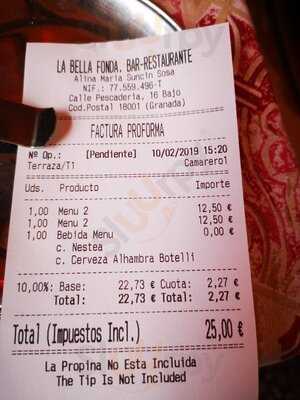 LA BELLA FONDA, BAR-RESTAURANTE
Alina Maria Suncin Sosa
NIF.: 77.559.496-T
Calle Pescaderia, 16 Bajo
Cod.Postal 18001 (Granada)
FACTURA PROFORMA
Nº Op.: [Pendiente] 10/02/2019 15:20
Terraza/T1 Camarero1
Uds. Producto Importe
1,00 Menu 2 12,50 €
1,00 Menu 2 12,50 €
1,00 Bebida Menu 0,00 €
c. Nestea
c. Cerveza Alhambra Botelli
10,00%: Base: 22,73 € Cuota: 2,27 €
Total: 22,73 € Total: 2,27 €
Total (Impuestos Incl.) 25,00 €
La Propina No Esta Incluida
The Tip Is Not Included